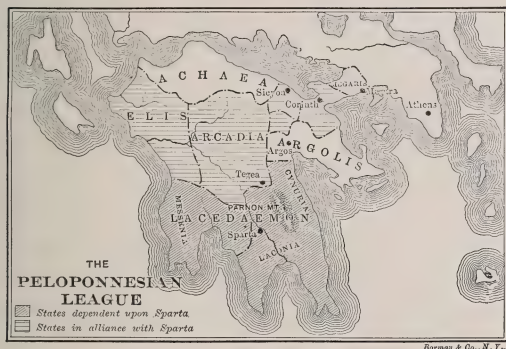 ACHAEA
Sicyon
MEGARIS
Megara
Corinth
Athens
ELIS
ARCADIA
ARGOLIS
Argos
Tegea
CYNURIA
MESSENIA
PARNON MT.
LACEDAEMON
Sparta
LACONIA
THE
PELOPONNESIAN
LEAGUE
States dependent upon Sparta
States in alliance with Sparta
Bormay & Co., N.Y.